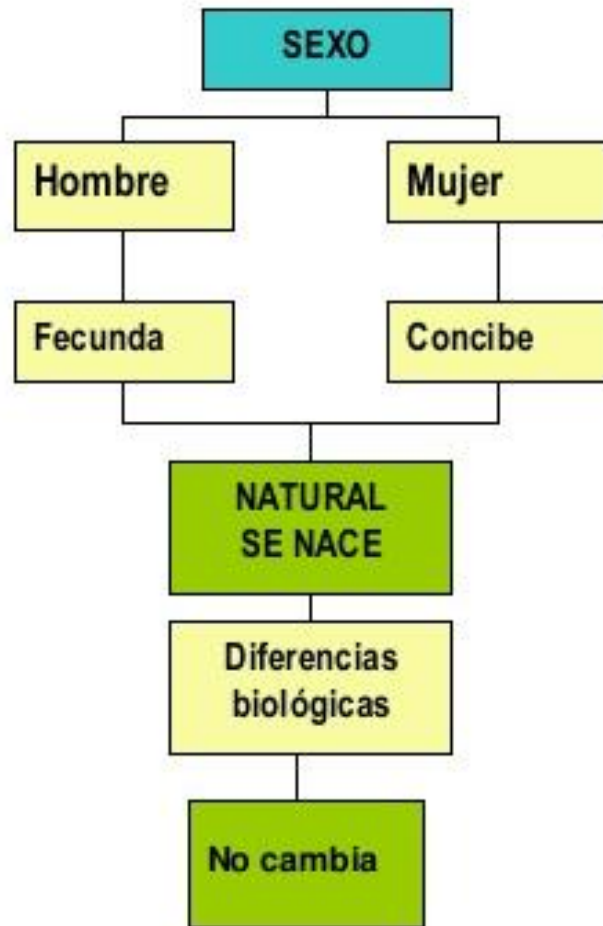 SEXO
Hombre
Mujer
Fecunda
Concibe
NATURAL
SE NACE
Diferencias
biológicas
No cambia